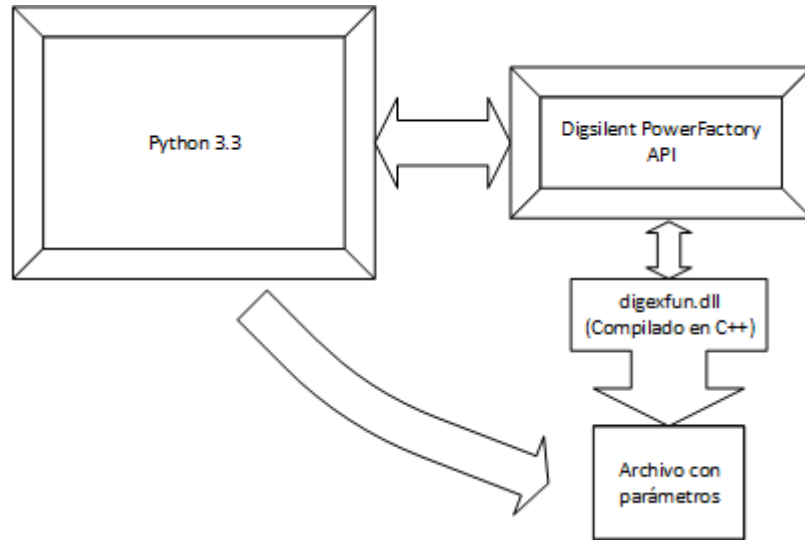 Python 3.3
Digsilent PowerFactory
API
digexfun.dll
(Compilado en C++)
Archivo con
parámetros